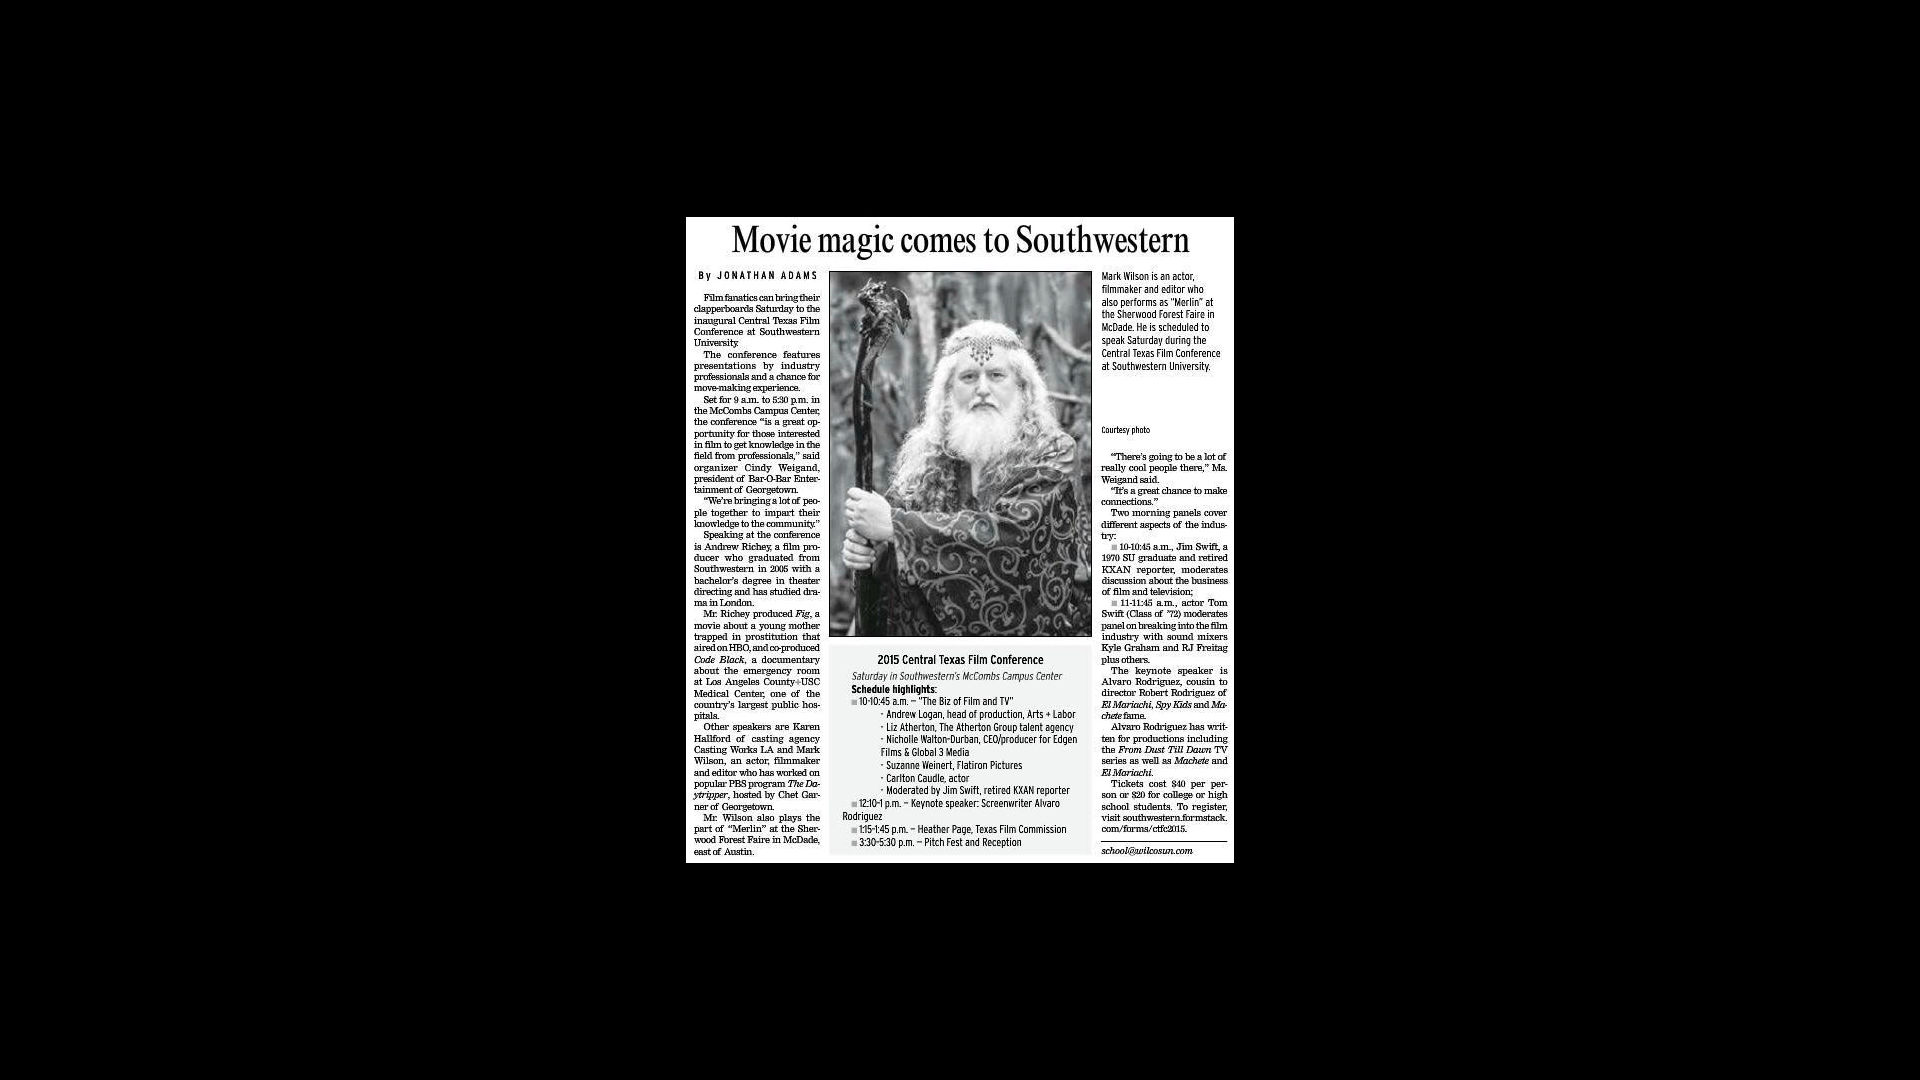 Movie magic comes to Southwestern
By JONATHAN ADAMS
Film fanatics can bring their
clapperboards Saturday to the
inaugural Central Texas Film
Conference at Southwestern
University.
The conference features
presentations by industry
professionals and a chance for
move-making experience.
Set for 9 a.m. to 5:30 p.m. in
the McCombs Campus Center,
the conference “is a great op-
portunity for those interested
in film to get knowledge in the
field from professionals,” said
organizer Cindy Weigand,
president of Bar-O-Bar Enter-
tainment of Georgetown.
“We’re bringing a lot of peo-
ple together to impart their
knowledge to the community.”
Speaking at the conference
is Andrew Richey, a film pro-
ducer who graduated from
Southwestern in 2005 with a
bachelor’s degree in theater
directing and has studied dra-
ma in London.
Mr. Richey produced Fig, a
movie about a young mother
trapped in prostitution that
aired on HBO, and co-produced
Code Black, a documentary
about the emergency room
at Los Angeles County+USC
Medical Center, one of the
country’s largest public hos-
pitals.
Other speakers are Karen
Hallford of casting agency
Casting Works LA and Mark
Wilson, an actor, filmmaker
and editor who has worked on
popular PBS program The Da-
ytripper, hosted by Chet Gar-
ner of Georgetown.
Mr. Wilson also plays the
part of “Merlin” at the Sher-
wood Forest Faire in McDade,
east of Austin.
2015 Central Texas Film Conference
Saturday in Southwestern’s McCombs Campus Center
Schedule highlights:
■ 10-10:45 a.m. – “The Biz of Film and TV”
- Andrew Logan, head of production, Arts + Labor
- Liz Atherton, The Atherton Group talent agency
- Nicholle Walton-Durban, CEO/producer for Edgen
Films & Global 3 Media
- Suzanne Weinert, Flatiron Pictures
- Carlton Caudle, actor
- Moderated by Jim Swift, retired KXAN reporter
■ 12:10-1 p.m. – Keynote speaker: Screenwriter Alvaro
Rodriguez
■ 1:15-1:45 p.m. – Heather Page, Texas Film Commission
■ 3:30-5:30 p.m. – Pitch Fest and Reception
Mark Wilson is an actor,
filmmaker and editor who
also performs as “Merlin” at
the Sherwood Forest Faire in
McDade. He is scheduled to
speak Saturday during the
Central Texas Film Conference
at Southwestern University.
Courtesy photo
“There’s going to be a lot of
really cool people there,” Ms.
Weigand said.
“It’s a great chance to make
connections.”
Two morning panels cover
different aspects of the indus-
try:
■ 10-10:45 a.m., Jim Swift, a
1970 SU graduate and retired
KXAN reporter, moderates
discussion about the business
of film and television;
■ 11-11:45 a.m., actor Tom
Swift (Class of ’72) moderates
panel on breaking into the film
industry with sound mixers
Kyle Graham and RJ Freitag
plus others.
The keynote speaker is
Alvaro Rodriguez, cousin to
director Robert Rodriguez of
El Mariachi, Spy Kids and Ma-
chete fame.
Alvaro Rodriguez has writ-
ten for productions including
the From Dust Till Dawn TV
series as well as Machete and
El Mariachi.
Tickets cost $40 per per-
son or $20 for college or high
school students. To register,
visit southwestern.formstack.
com/forms/ctfc2015.
school@wilcosun.com